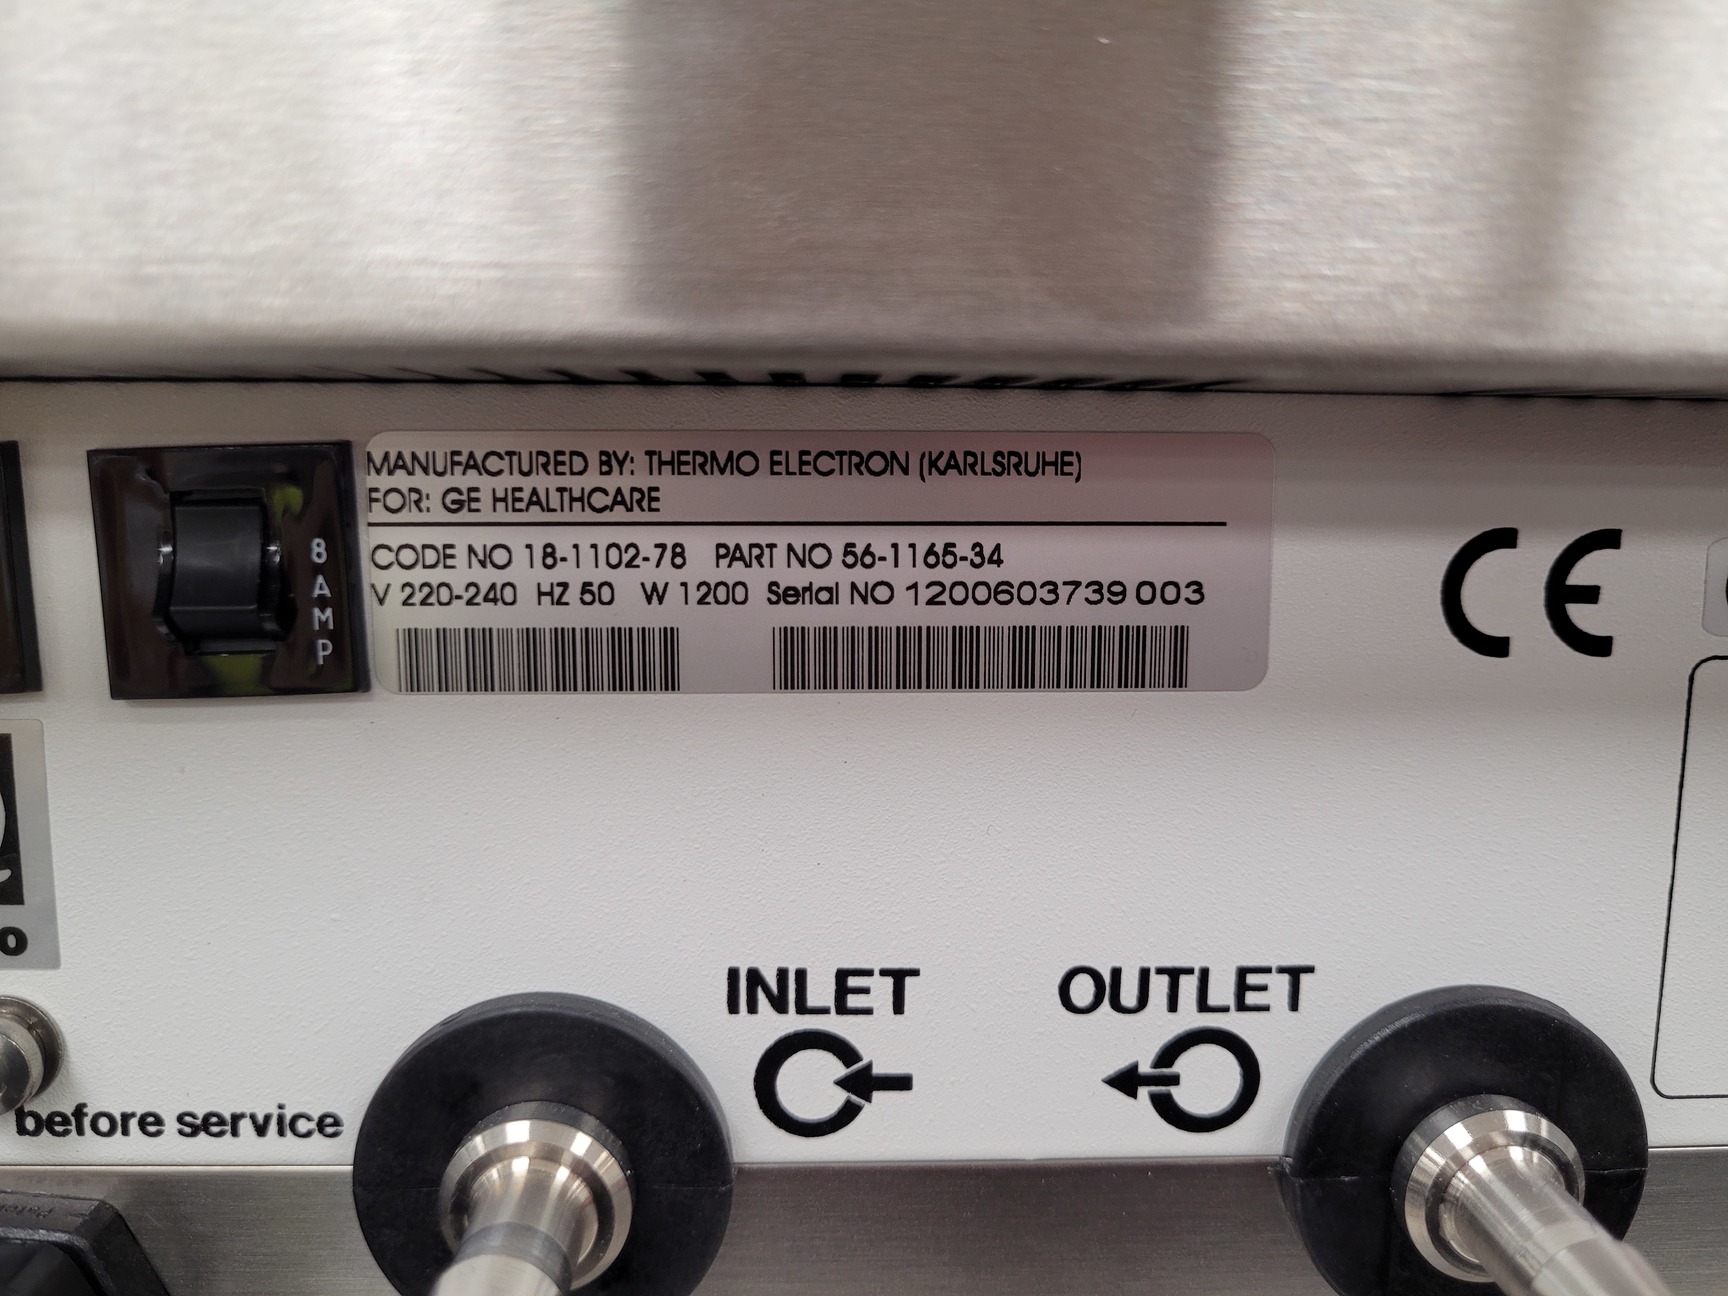 MANUFACTURED BY: THERMO ELECTRON (KARLSRUHE)
FOR: GE HEALTHCARE
CODE NO 18-1102-78 PART NO 56-1165-34
V 220-240 HZ 50 W 1200 Serial NO 1200603739 003
8 AMP
CE
INLET
OUTLET
before service